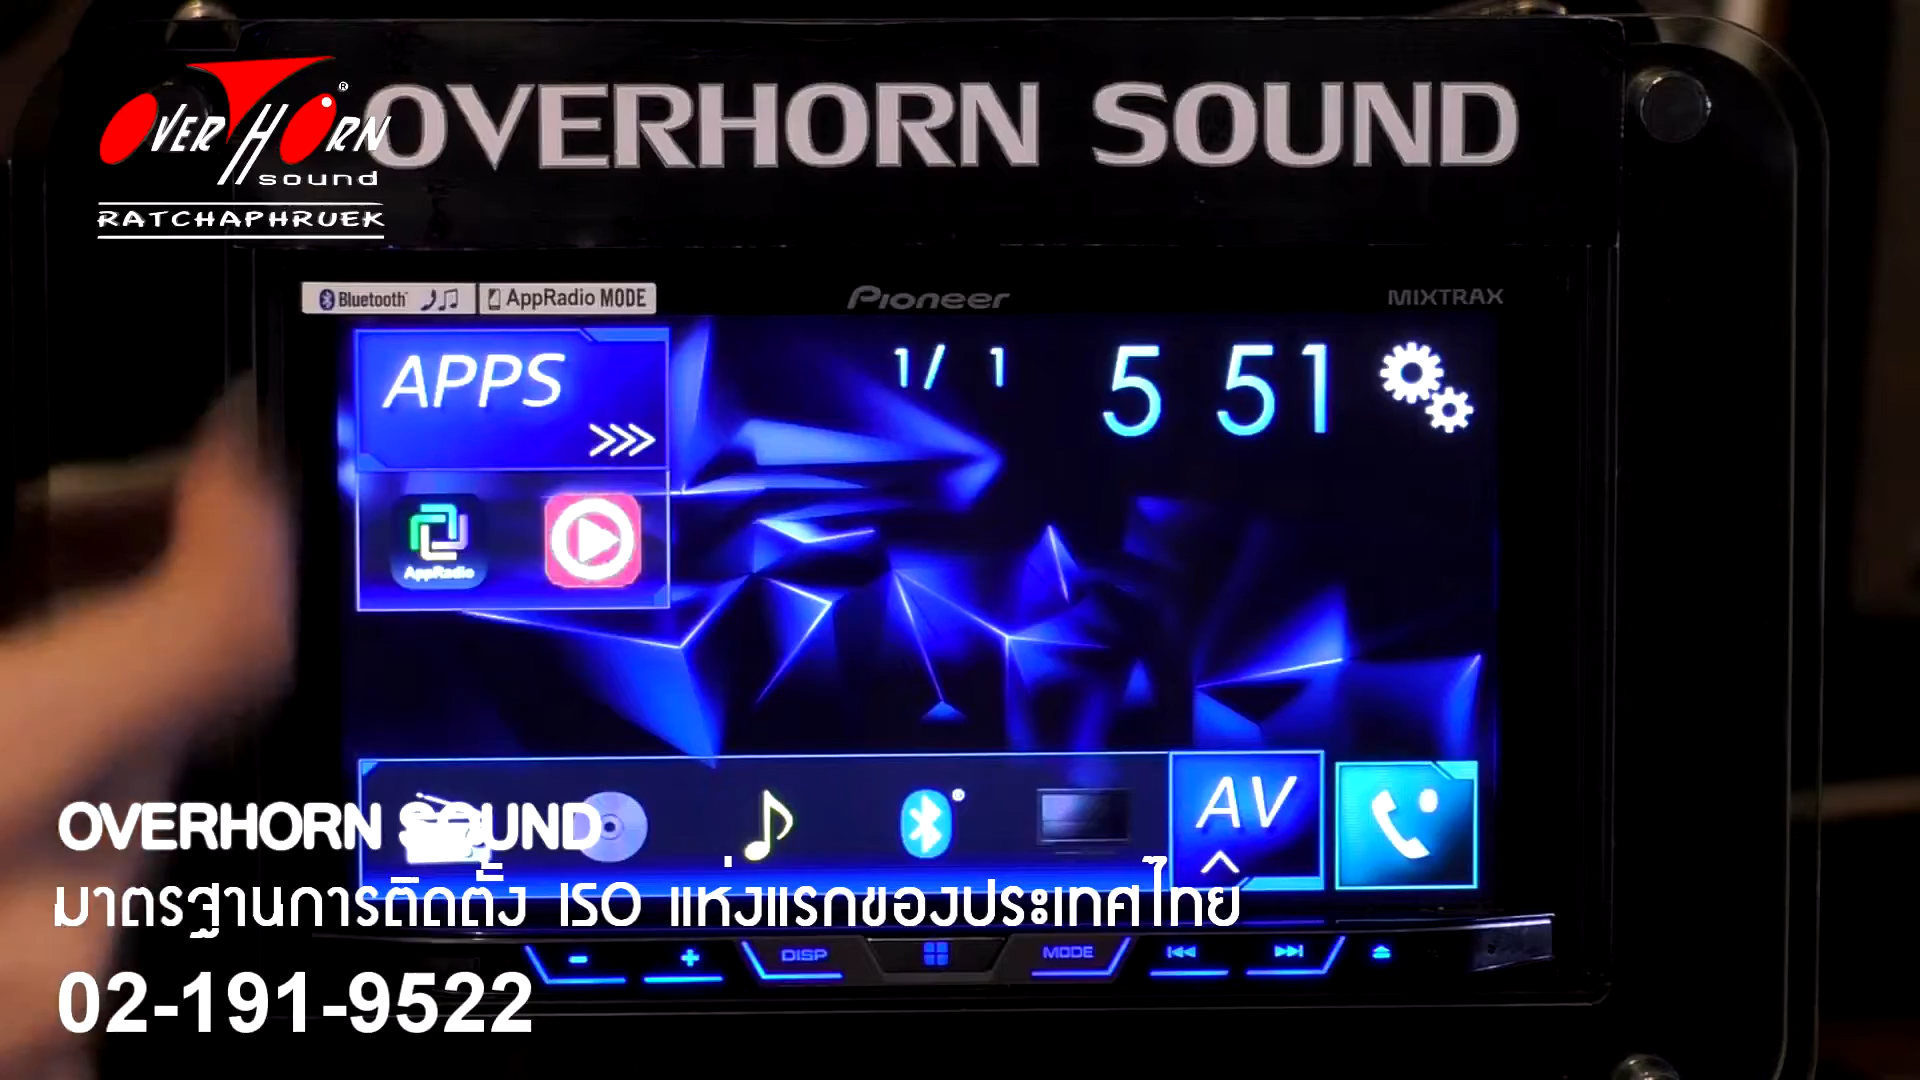 OVERHORN®
sound
RATCHAPHRUEK
OVERHORN SOUND
Bluetooth
AppRadio MODE
Pioneer
MIXTRAX
APPS
1/ 1
5 51
AppRadio
AV
OVERHORN SOUND
มาตรฐานการติดตั้ง ISO แห่งแรกของประเทศไทย
- + DISP MODE
02-191-9522